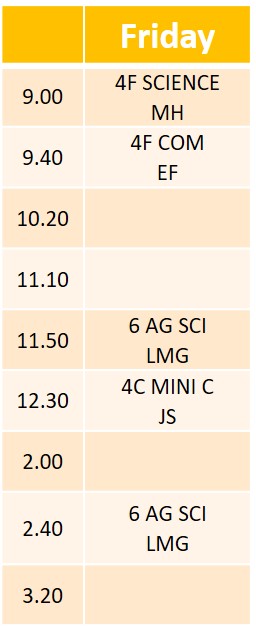 Friday
9.00
4F SCIENCE
MH
9.40
4F COM
EF
10.20
11.10
11.50
6 AG SCI
LMG
12.30
4C MINI C
JS
2.00
2.40
6 AG SCI
LMG
3.20